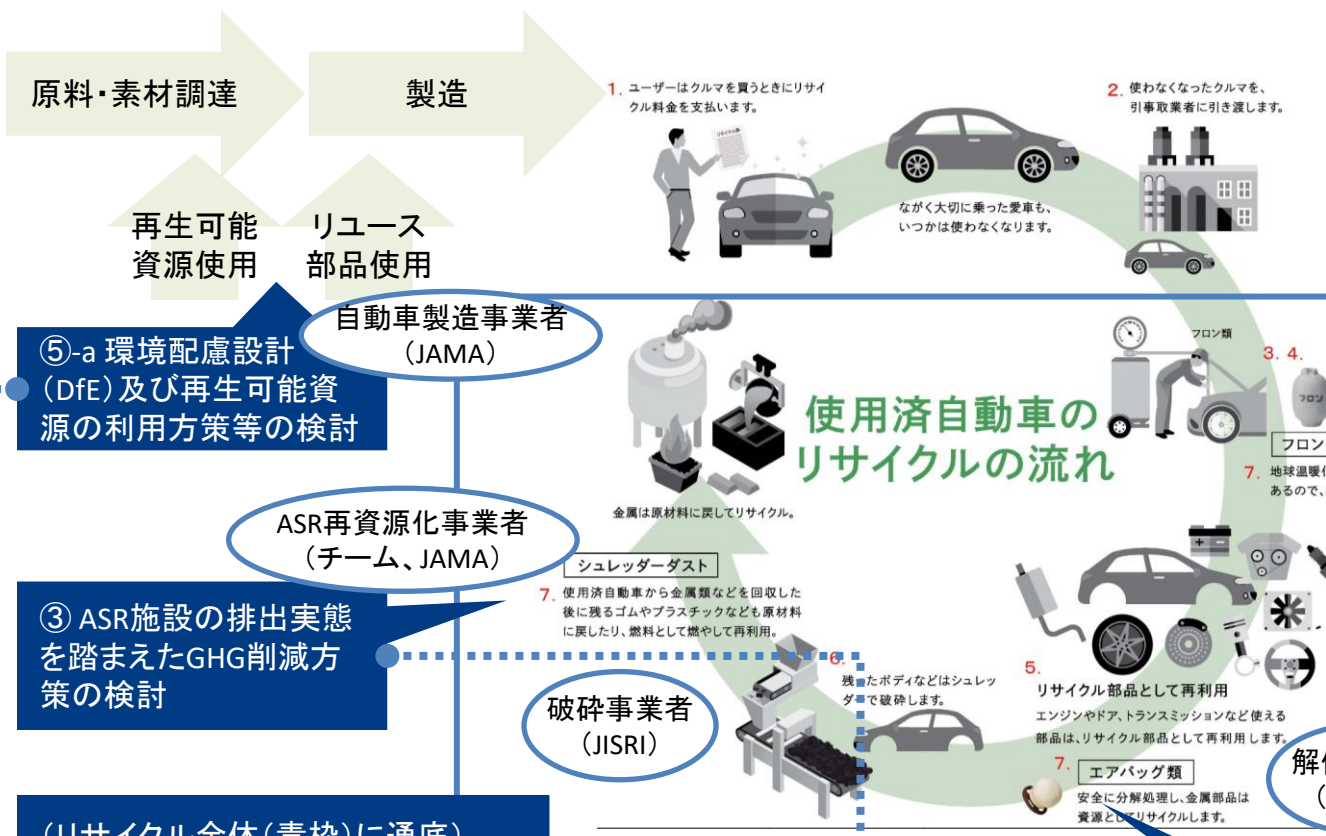 原料・素材調達
製造
再生可能
資源使用
リユース
部品使用
1. ユーザーはクルマを買うときにリサイ
クル料金を支払います。
ながく大切に乗った愛車も、
いつかは使わなくなります。
2. 使わなくなったクルマを、
引事取業者に引き渡します。
自動車製造事業者
（JAMA）
⑤-a 環境配慮設計
（DfE）及び再生可能資
源の利用方策等の検討
使用済自動車の
リサイクルの流れ
フロン類
3. 4.
フロン
フロン
7. 地球温暖
あるので、
金属は原材料に戻してリサイクル。
ASR再資源化事業者
（チーム、JAMA）
シュレッダーダスト
7. 使用済自動車から金属類などを回収した
後に残るゴムやプラスチックなども原材料
に戻したり、燃料として燃やして再利用。
③ ASR施設の排出実態
を踏まえたGHG削減方
策の検討
破砕事業者
（JISRI）
6.
残ったボディなどはシュレッ
ダーで破砕します。
5.
リサイクル部品として再利用
エンジンやドア、トランスミッションなど使える
部品は、リサイクル部品として再利用します。
7. エアバッグ類
安全に分解処理し、金属部品は
資源としてリサイクルします。
解
（
（リサイクル全体（青枠）に通底）